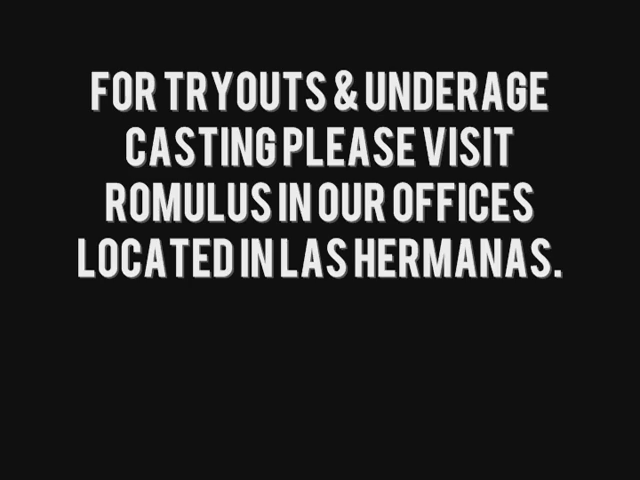 FOR TRYOUTS & UNDERAGE
CASTING PLEASE VISIT
ROMULUS IN OUR OFFICES
LOCATED IN LAS HERMANAS.